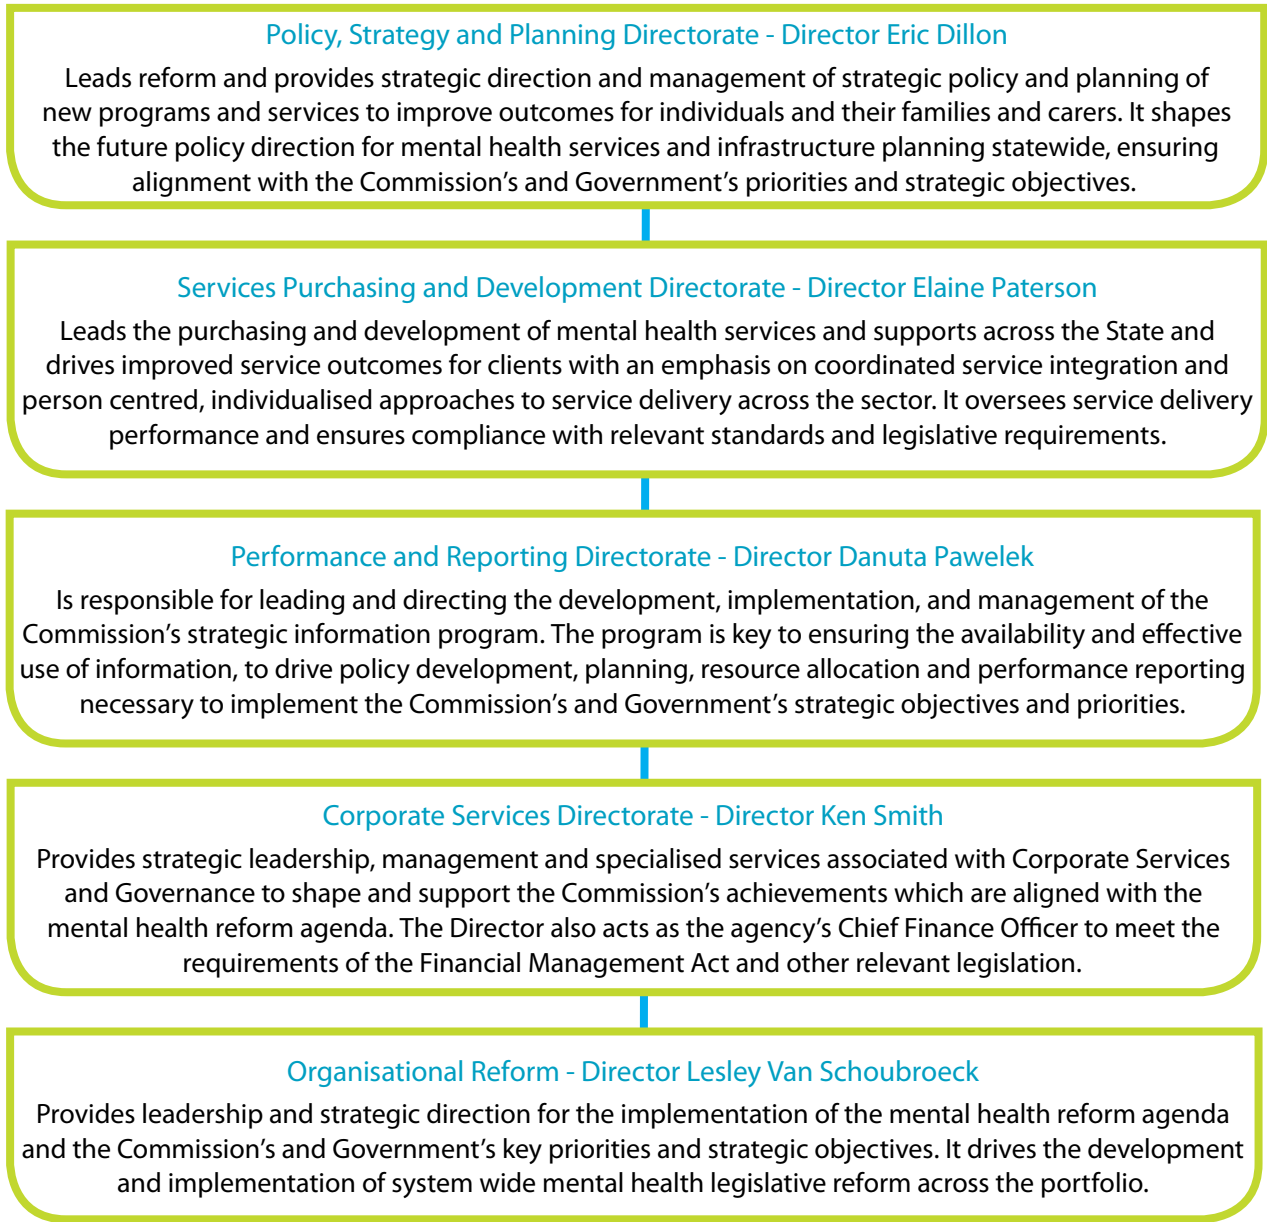 Policy, Strategy and Planning Directorate - Director Eric Dillon
Leads reform and provides strategic direction and management of strategic policy and planning of
new programs and services to improve outcomes for individuals and their families and carers. It shapes
the future policy direction for mental health services and infrastructure planning statewide, ensuring
alignment with the Commission’s and Government’s priorities and strategic objectives.
Services Purchasing and Development Directorate - Director Elaine Paterson
Leads the purchasing and development of mental health services and supports across the State and
drives improved service outcomes for clients with an emphasis on coordinated service integration and
person centred, individualised approaches to service delivery across the sector. It oversees service delivery
performance and ensures compliance with relevant standards and legislative requirements.
Performance and Reporting Directorate - Director Danuta Pawelek
Is responsible for leading and directing the development, implementation, and management of the
Commission’s strategic information program. The program is key to ensuring the availability and effective
use of information, to drive policy development, planning, resource allocation and performance reporting
necessary to implement the Commission’s and Government’s strategic objectives and priorities.
Corporate Services Directorate - Director Ken Smith
Provides strategic leadership, management and specialised services associated with Corporate Services
and Governance to shape and support the Commission’s achievements which are aligned with the
mental health reform agenda. The Director also acts as the agency’s Chief Finance Officer to meet the
requirements of the Financial Management Act and other relevant legislation.
Organisational Reform - Director Lesley Van Schoubroeck
Provides leadership and strategic direction for the implementation of the mental health reform agenda
and the Commission’s and Government’s key priorities and strategic objectives. It drives the development
and implementation of system wide mental health legislative reform across the portfolio.